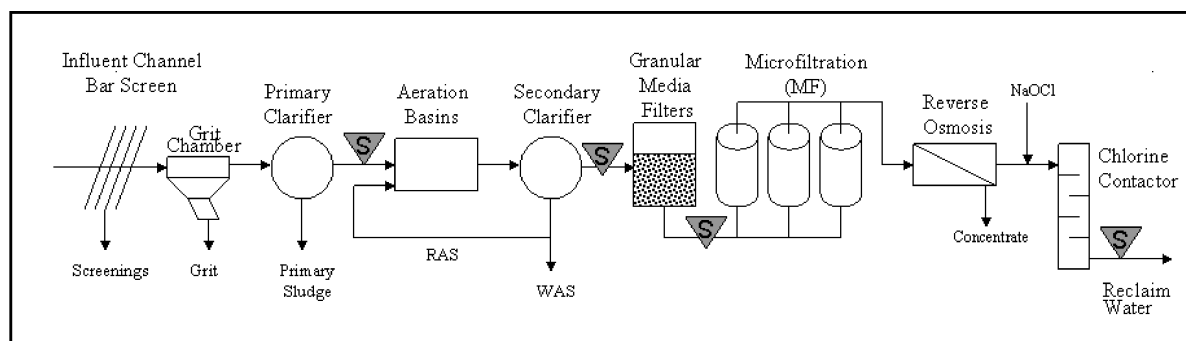 Influent Channel
Bar Screen
Grit
Chamber
Primary
Clarifier
S
Aeration
Basins
Secondary
Clarifier
S
Granular
Media
Filters
S
Microfiltration
(MF)
Reverse
Osmosis
NaOCl
Chlorine
Contactor
S
Screenings
Grit
Primary
Sludge
RAS
WAS
Concentrate
Reclaim
Water